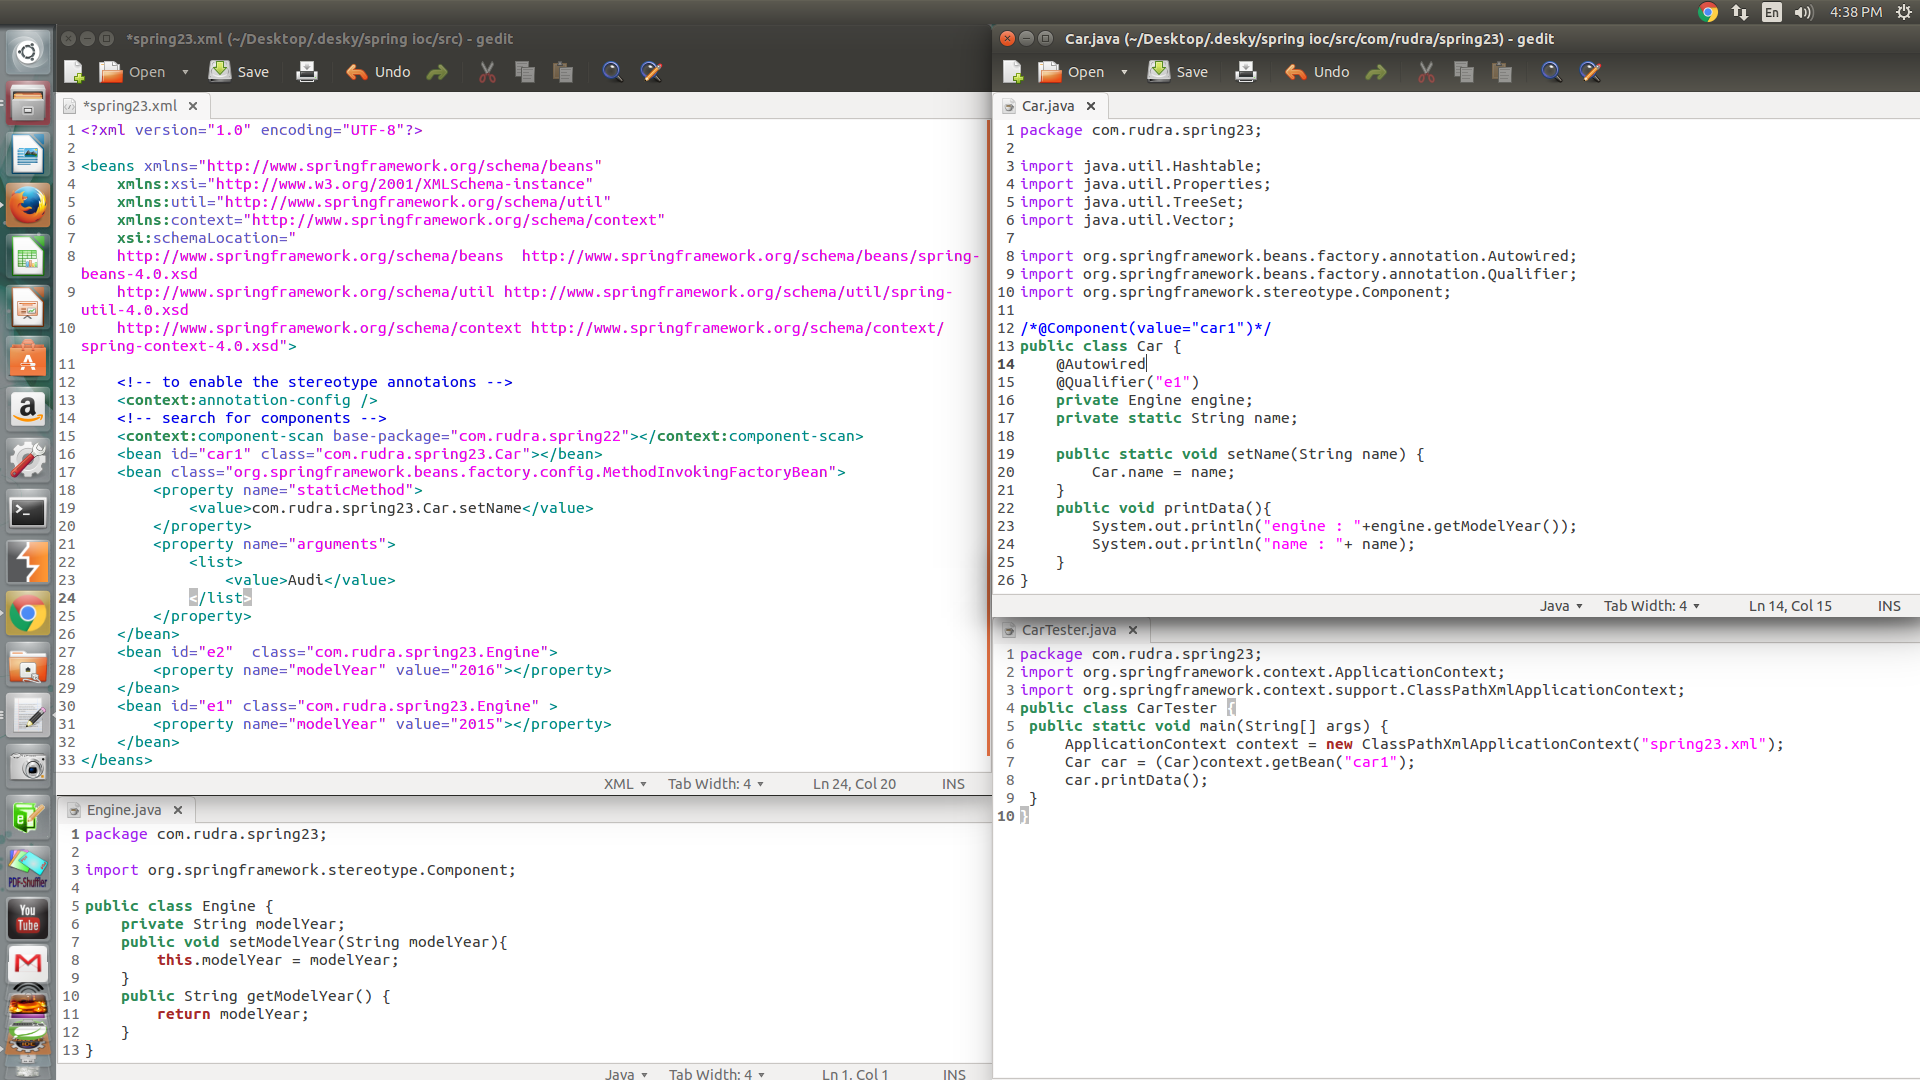 En 4:38 PM
*spring23.xml (~/Desktop/.desky/spring ioc/src) - gedit
Open Save Undo
*spring23.xml
1 <?xml version="1.0" encoding="UTF-8"?>
2
3 <beans xmlns="http://www.springframework.org/schema/beans"
4     xmlns:xsi="http://www.w3.org/2001/XMLSchema-instance"
5     xmlns:util="http://www.springframework.org/schema/util"
6     xmlns:context="http://www.springframework.org/schema/context"
7     xsi:schemaLocation="
8     http://www.springframework.org/schema/beans  http://www.springframework.org/schema/beans/spring-
beans-4.0.xsd
9     http://www.springframework.org/schema/util http://www.springframework.org/schema/util/spring-
util-4.0.xsd
10     http://www.springframework.org/schema/context http://www.springframework.org/schema/context/
spring-context-4.0.xsd">
11
12     <!-- to enable the stereotype annotaions -->
13     <context:annotation-config />
14     <!-- search for components -->
15     <context:component-scan base-package="com.rudra.spring22"></context:component-scan>
16     <bean id="car1" class="com.rudra.spring23.Car"></bean>
17     <bean class="org.springframework.beans.factory.config.MethodInvokingFactoryBean">
18         <property name="staticMethod">
19             <value>com.rudra.spring23.Car.setName</value>
20         </property>
21         <property name="arguments">
22             <list>
23                 <value>Audi</value>
24             </list>
25         </property>
26     </bean>
27     <bean id="e2"  class="com.rudra.spring23.Engine">
28         <property name="modelYear" value="2016"></property>
29     </bean>
30     <bean id="e1" class="com.rudra.spring23.Engine" >
31         <property name="modelYear" value="2015"></property>
32     </bean>
33 </beans>
XML Tab Width: 4 Ln 24, Col 20 INS
Engine.java
1 package com.rudra.spring23;
2
3 import org.springframework.stereotype.Component;
4
5 public class Engine {
6     private String modelYear;
7     public void setModelYear(String modelYear){
8         this.modelYear = modelYear;
9     }
10     public String getModelYear() {
11         return modelYear;
12     }
13 }
Java Tab Width: 4 Ln 1, Col 1 INS
Car.java (~/Desktop/.desky/spring ioc/src/com/rudra/spring23) - gedit
Open Save Undo
Car.java
1 package com.rudra.spring23;
2
3 import java.util.Hashtable;
4 import java.util.Properties;
5 import java.util.TreeSet;
6 import java.util.Vector;
7
8 import org.springframework.beans.factory.annotation.Autowired;
9 import org.springframework.beans.factory.annotation.Qualifier;
10 import org.springframework.stereotype.Component;
11
12 /*@Component(value="car1")*/
13 public class Car {
14     @Autowired
15     @Qualifier("e1")
16     private Engine engine;
17     private static String name;
18
19     public static void setName(String name) {
20         Car.name = name;
21     }
22     public void printData(){
23         System.out.println("engine : "+engine.getModelYear());
24         System.out.println("name : "+ name);
25     }
26 }
Java Tab Width: 4 Ln 14, Col 15 INS
CarTester.java
1 package com.rudra.spring23;
2 import org.springframework.context.ApplicationContext;
3 import org.springframework.context.support.ClassPathXmlApplicationContext;
4 public class CarTester {
5  public static void main(String[] args) {
6      ApplicationContext context = new ClassPathXmlApplicationContext("spring23.xml");
7      Car car = (Car)context.getBean("car1");
8      car.printData();
9  }
10 }
PDF-Shuffler
You
Tube